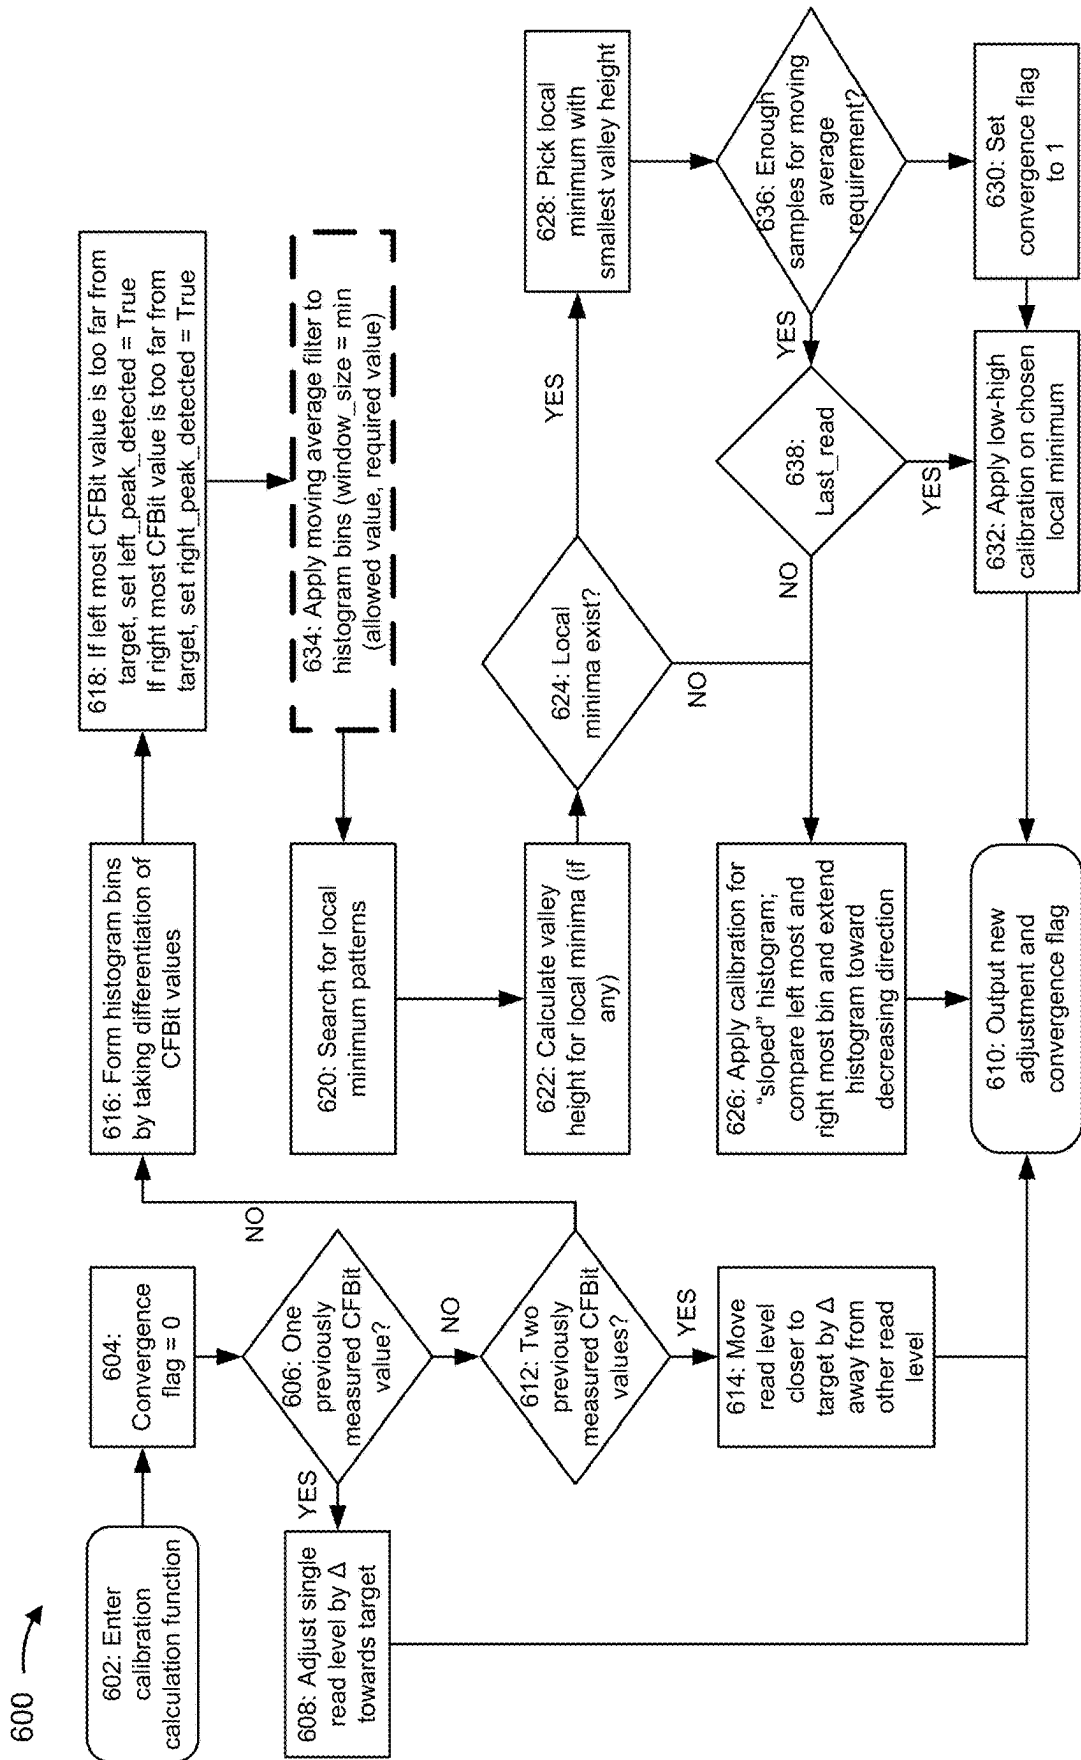 600
602: Enter
calibration
calculation function
604:
Convergence
flag = 0
606: One
previously
measured CFBit
value?
YES
NO
608: Adjust single
read level by Δ
towards target
612: Two
previously
measured CFBit
values?
NO
YES
614: Move
read level
closer to
target by Δ
away from
other read
level
616: Form histogram bins
by taking differentiation of
CFBit values
618: If left most CFBit value is too far from
target, set left_peak_detected = True
If right most CFBit value is too far from
target, set right_peak_detected = True
634: Apply moving average filter to
histogram bins (window_size = min
(allowed value, required value)
620: Search for local
minimum patterns
622: Calculate valley
height for local minima (if
any)
624: Local
minima exist?
YES
NO
628: Pick local
minimum with
smallest valley height
636: Enough
samples for moving
average
requirement?
YES
638:
Last_read
NO
YES
630: Set
convergence flag
to 1
632: Apply low-high
calibration on chosen
local minimum
626: Apply calibration for
“sloped” histogram;
compare left most and
right most bin and extend
histogram toward
decreasing direction
610: Output new
adjustment and
convergence flag